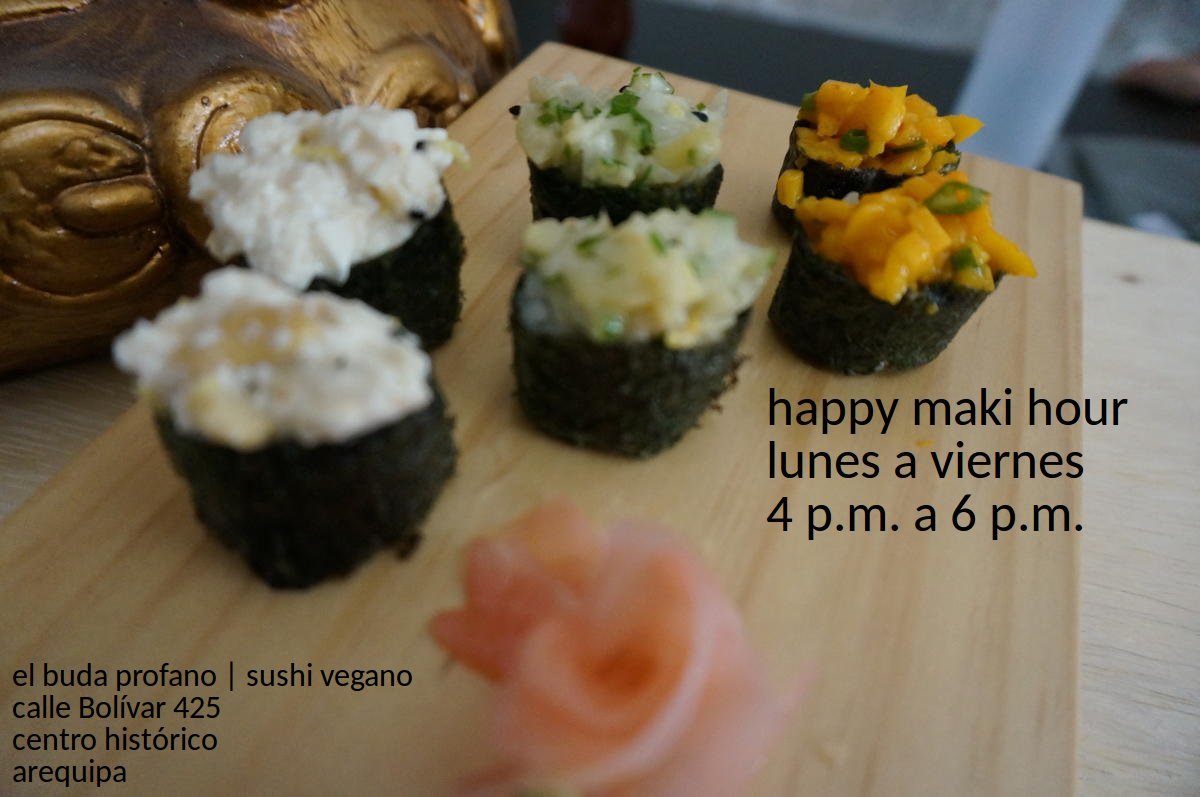 happy maki hour
lunes a viernes
4 p.m. a 6 p.m.
el buda profano | sushi vegano
calle Bolívar 425
centro histórico
arequipa